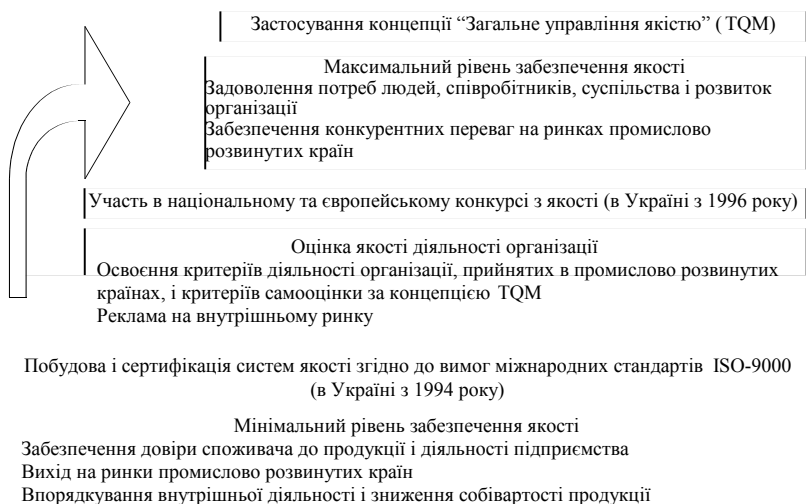 Застосування концепції “Загальне управління якістю” ( TQM)
Максимальний рівень забезпечення якості
Задоволення потреб людей, співробітників, суспільства і розвиток
організації
Забезпечення конкурентних переваг на ринках промислово
розвинутих країн
Участь в національному та європейському конкурсі з якості (в Україні з 1996 року)
Оцінка якості діяльності організації
Освоєння критеріїв діяльності організації, прийнятих в промислово розвинутих
країнах, і критеріїв самооцінки за концепцією TQM
Реклама на внутрішньому ринку
Побудова і сертифікація систем якості згідно до вимог міжнародних стандартів ISO-9000
(в Україні з 1994 року)
Мінімальний рівень забезпечення якості
Забезпечення довіри споживача до продукції і діяльності підприємства
Вихід на ринки промислово розвинутих країн
Впорядкування внутрішньої діяльності і зниження собівартості продукції